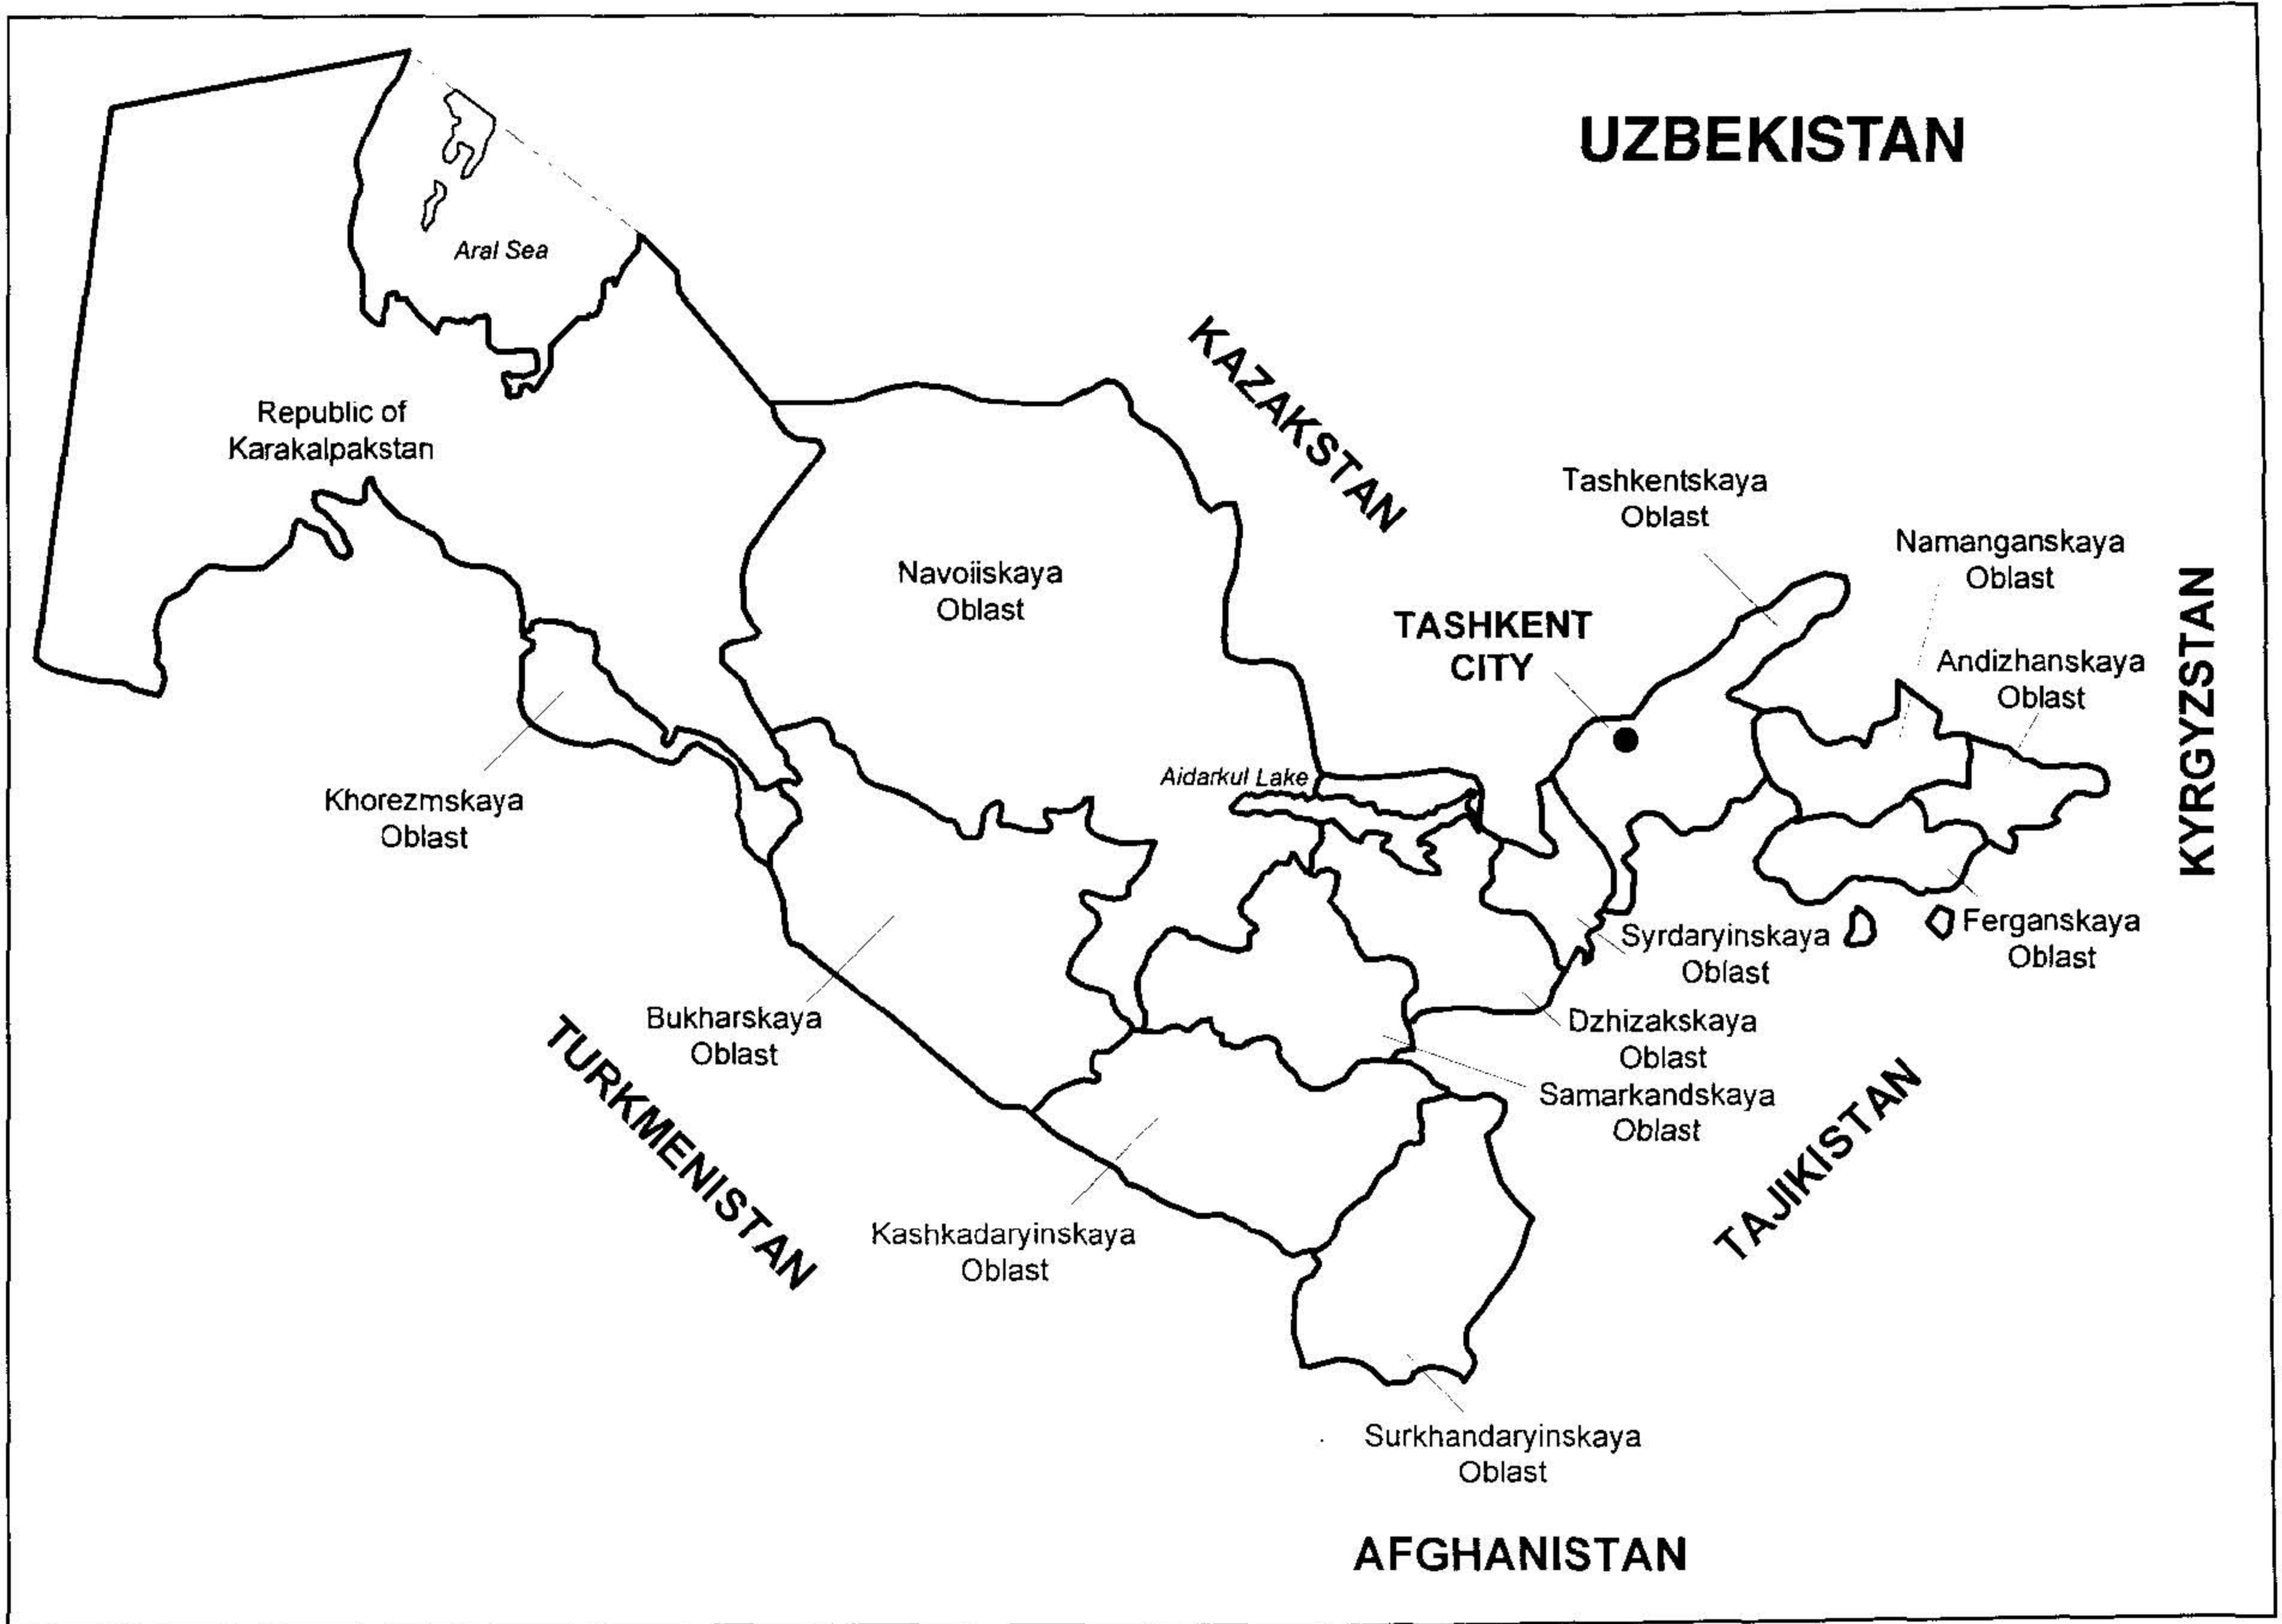 UZBEKISTAN
Aral Sea
KAZAKSTAN
Republic of
Karakalpakstan
Tashkentskaya
Oblast
Namanganskaya
Oblast
Navoiiskaya
Oblast
TASHKENT
CITY
Andizhanskaya
Oblast
KYRGYZSTAN
Aidarkul Lake
Khorezmskaya
Oblast
Syrdaryinskaya
Oblast
Ferganskaya
Oblast
Bukharskaya
Oblast
Dzhizakskaya
Oblast
TURKMENISTAN
Samarkandskaya
Oblast
TAJIKISTAN
Kashkadaryinskaya
Oblast
Surkhandaryinskaya
Oblast
AFGHANISTAN